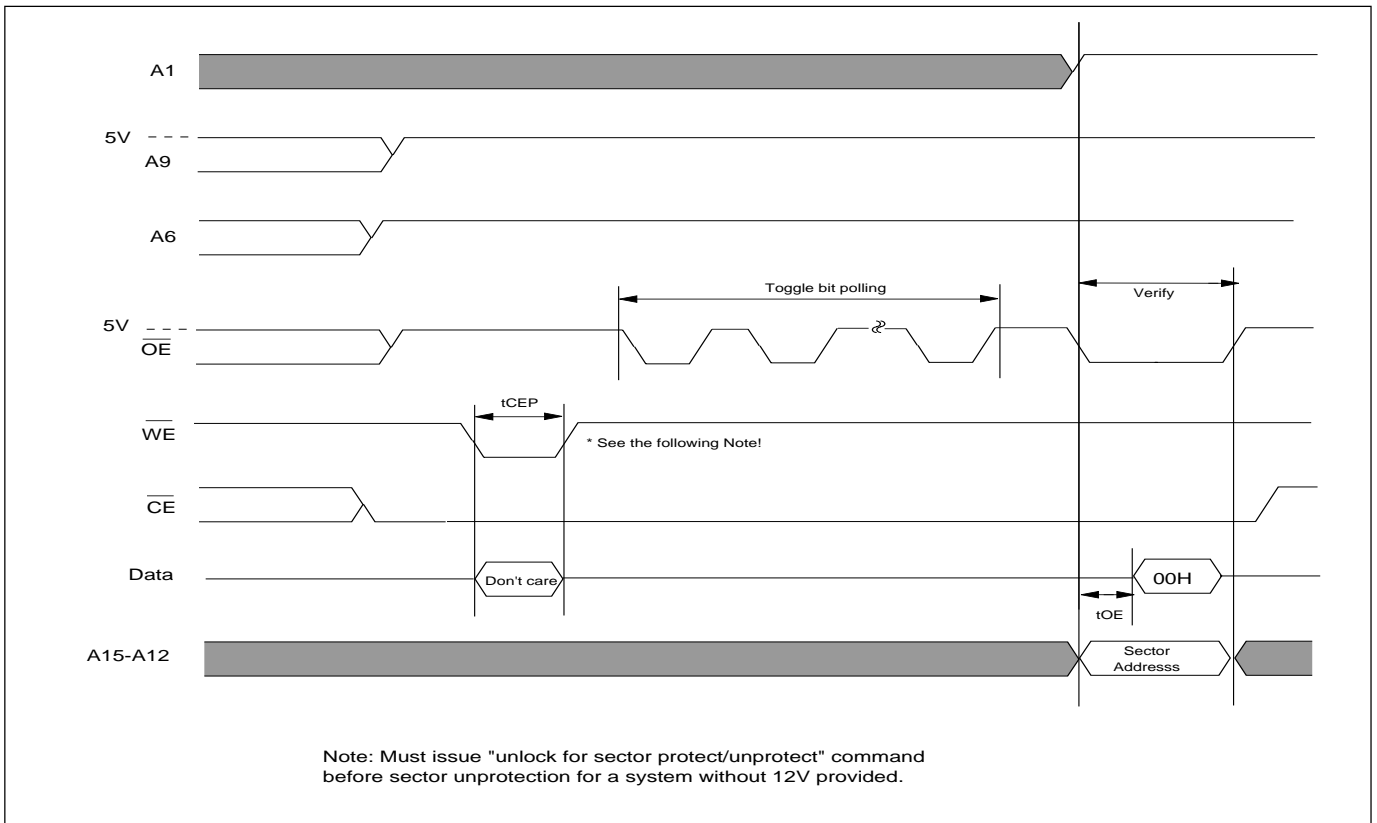 A1
5V
A9
A6
Toggle bit polling
Verify
5V
OE
tCEP
WE
* See the following Note!
CE
Data
Don't care
00H
tOE
A15-A12
Sector
Addresss
Note: Must issue "unlock for sector protect/unprotect" command
before sector unprotection for a system without 12V provided.